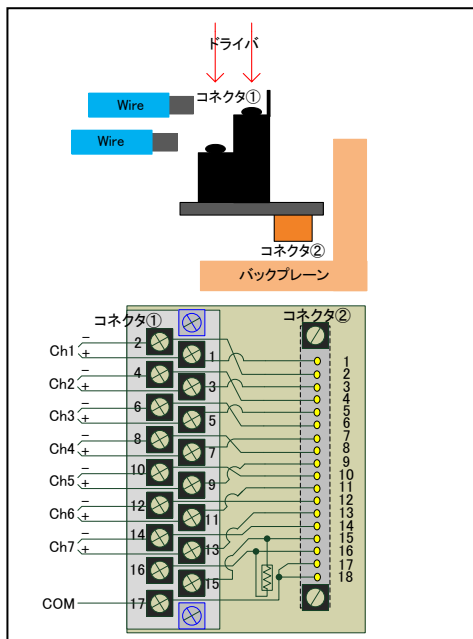 ドライバ
コネクタ①
Wire
Wire
コネクタ②
バックプレーン
コネクタ①
コネクタ②
Ch1 − +
Ch2 − +
Ch3 − +
Ch4 − +
Ch5 − +
Ch6 − +
Ch7 − +
COM
2
1
4
3
6
5
8
7
10
9
12
11
14
13
16
15
17
1
2
3
4
5
6
7
8
9
10
11
12
13
14
15
16
17
18